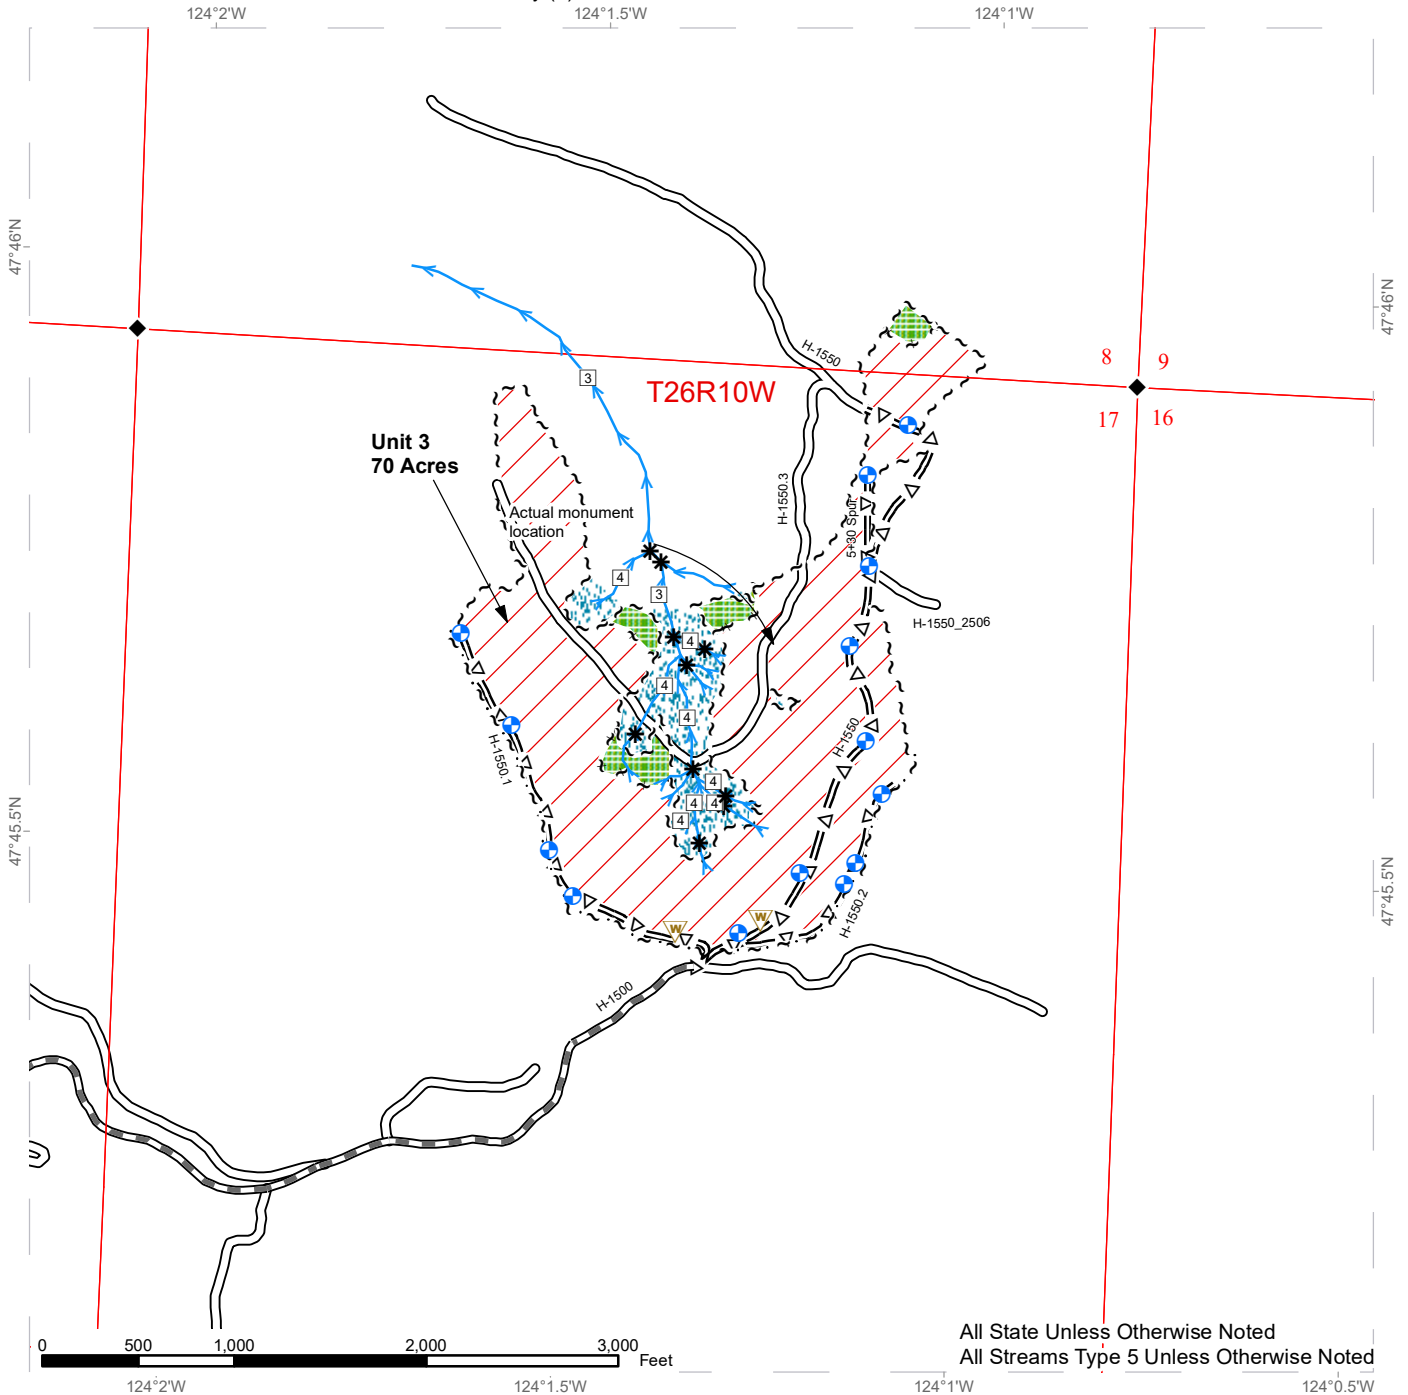 124°2'W
124°1.5'W
124°1'W
47°46'N
47°46'N
H-1550
8
9
3
T26R10W
17
16
Unit 3
70 Acres
H-1550.3
Actual monument
location
5+30 Spur
4
3
H-1550_2506
4
4
4
H-1550
H-1550.1
4
4
4
4
47°45.5'N
47°45.5'N
W
W
H-1550.2
H-1500
All State Unless Otherwise Noted
All Streams Type 5 Unless Otherwise Noted
0
500
1,000
2,000
3,000
Feet
124°2'W
124°1.5'W
124°1'W
124°0.5'W